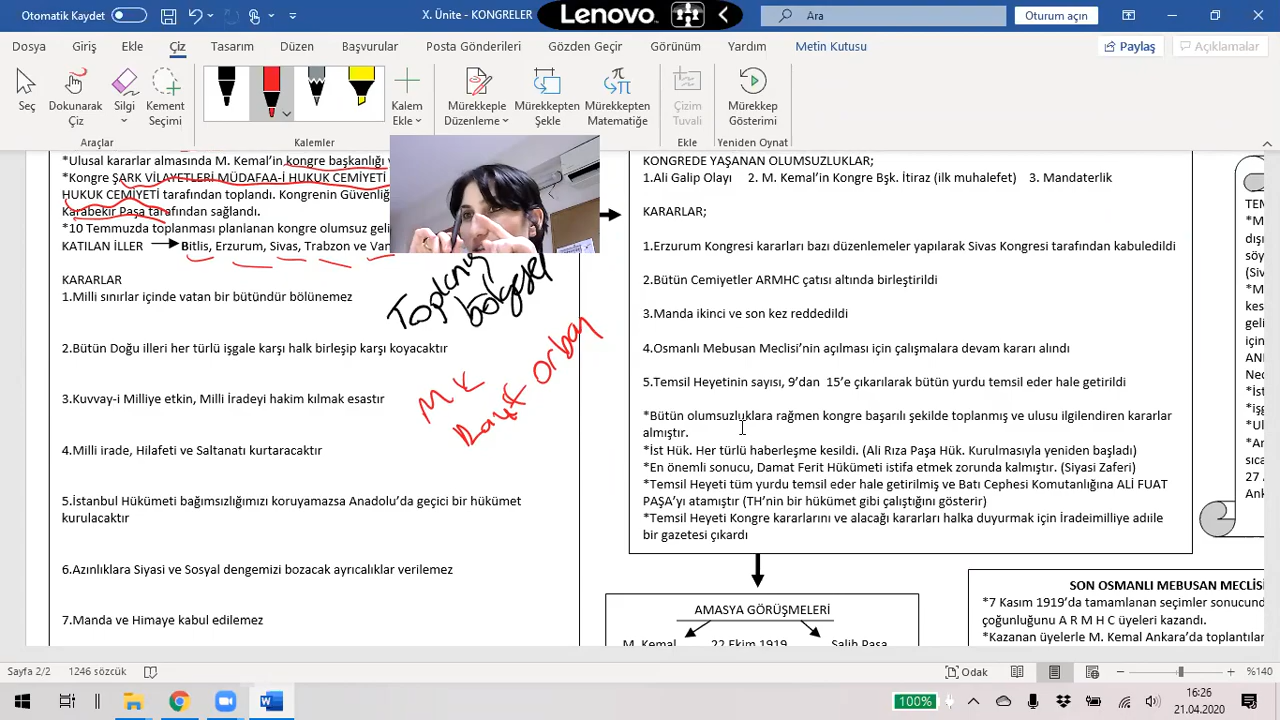 Otomatik Kaydet
X. Ünite - KONGRELER
Lenovo
Ara
Oturum açın
Dosya
Giriş
Ekle
Çiz
Tasarım
Düzen
Başvurular
Posta Gönderileri
Gözden Geçir
Görünüm
Yardım
Metin Kutusu
Paylaş
Açıklamalar
Seç
Dokunarak Çiz
Silgi
Kement Seçimi
Kalem Ekle
Mürekkeple Düzenleme
Mürekkepten Şekle
Mürekkepten Matematiğe
Çizim Tuvali
Mürekkep Gösterimi
Araçlar
Kalemler
Dönüştür
Ekle
Yeniden Oynat
*Ulusal kararlar almasında M. Kemal'in kongre başkanlığı
*Kongre ŞARK VİLAYETLERİ MÜDAFAA-İ HUKUK CEMİYETİ
HUKUK CEMİYETİ tarafından toplandı. Kongrenin Güvenliğ
Karabekir Paşa tarafından sağlandı.
*10 Temmuzda toplanması planlanan kongre olumsuz geli
KATILAN İLLER Bitlis, Erzurum, Sivas, Trabzon ve Van
KARARLAR
1.Milli sınırlar içinde vatan bir bütündür bölünemez
2.Bütün Doğu illeri her türlü işgale karşı halk birleşip karşı koyacaktır
3.Kuvvay-i Milliye etkin, Milli İradeyi hakim kılmak esastır
4.Milli irade, Hilafeti ve Saltanatı kurtaracaktır
5.İstanbul Hükümeti bağımsızlığımızı koruyamazsa Anadolu'da geçici bir hükümet
kurulacaktır
6.Azınlıklara Siyasi ve Sosyal dengemizi bozacak ayrıcalıklar verilemez
7.Manda ve Himaye kabul edilemez
Toplanış
bölgesel
MK
Rauf Orbay
KONGREDE YAŞANAN OLUMSUZLUKLAR;
1.Ali Galip Olayı 2. M. Kemal'in Kongre Bşk. İtiraz (ilk muhalefet) 3. Mandaterlik
KARARLAR;
1.Erzurum Kongresi kararları bazı düzenlemeler yapılarak Sivas Kongresi tarafından kabuledildi
2.Bütün Cemiyetler ARMHC çatısı altında birleştirildi
3.Manda ikinci ve son kez reddedildi
4.Osmanlı Mebusan Meclisi'nin açılması için çalışmalara devam kararı alındı
5.Temsil Heyetinin sayısı, 9'dan 15'e çıkarılarak bütün yurdu temsil eder hale getirildi
*Bütün olumsuzluklara rağmen kongre başarılı şekilde toplanmış ve ulusu ilgilendiren kararlar
almıştır.
*İst Hük. Her türlü haberleşme kesildi. (Ali Rıza Paşa Hük. Kurulmasıyla yeniden başladı)
*En önemli sonucu, Damat Ferit Hükümeti istifa etmek zorunda kalmıştır. (Siyasi Zaferi)
*Temsil Heyeti tüm yurdu temsil eder hale getirilmiş ve Batı Cephesi Komutanlığına ALİ FUAT
PAŞA'yı atamıştır (TH'nin bir hükümet gibi çalıştığını gösterir)
*Temsil Heyeti Kongre kararlarını ve alacağı kararları halka duyurmak için İradeimilliye adıile
bir gazetesi çıkardı
AMASYA GÖRÜŞMELERİ
M. Kemal 22 Ekim 1919 Salih Paşa
SON OSMANLI MEBUSAN MECLİSİ
*7 Kasım 1919'da tamamlanan seçimler sonucund
çoğunluğunu A R M H C üyeleri kazandı.
*Kazanan üyelerle M. Kemal Ankara'da toplantılar
27 A
Ank
Sayfa 2/2
1246 sözcük
Odak
%140
100%
16:26
21.04.2020